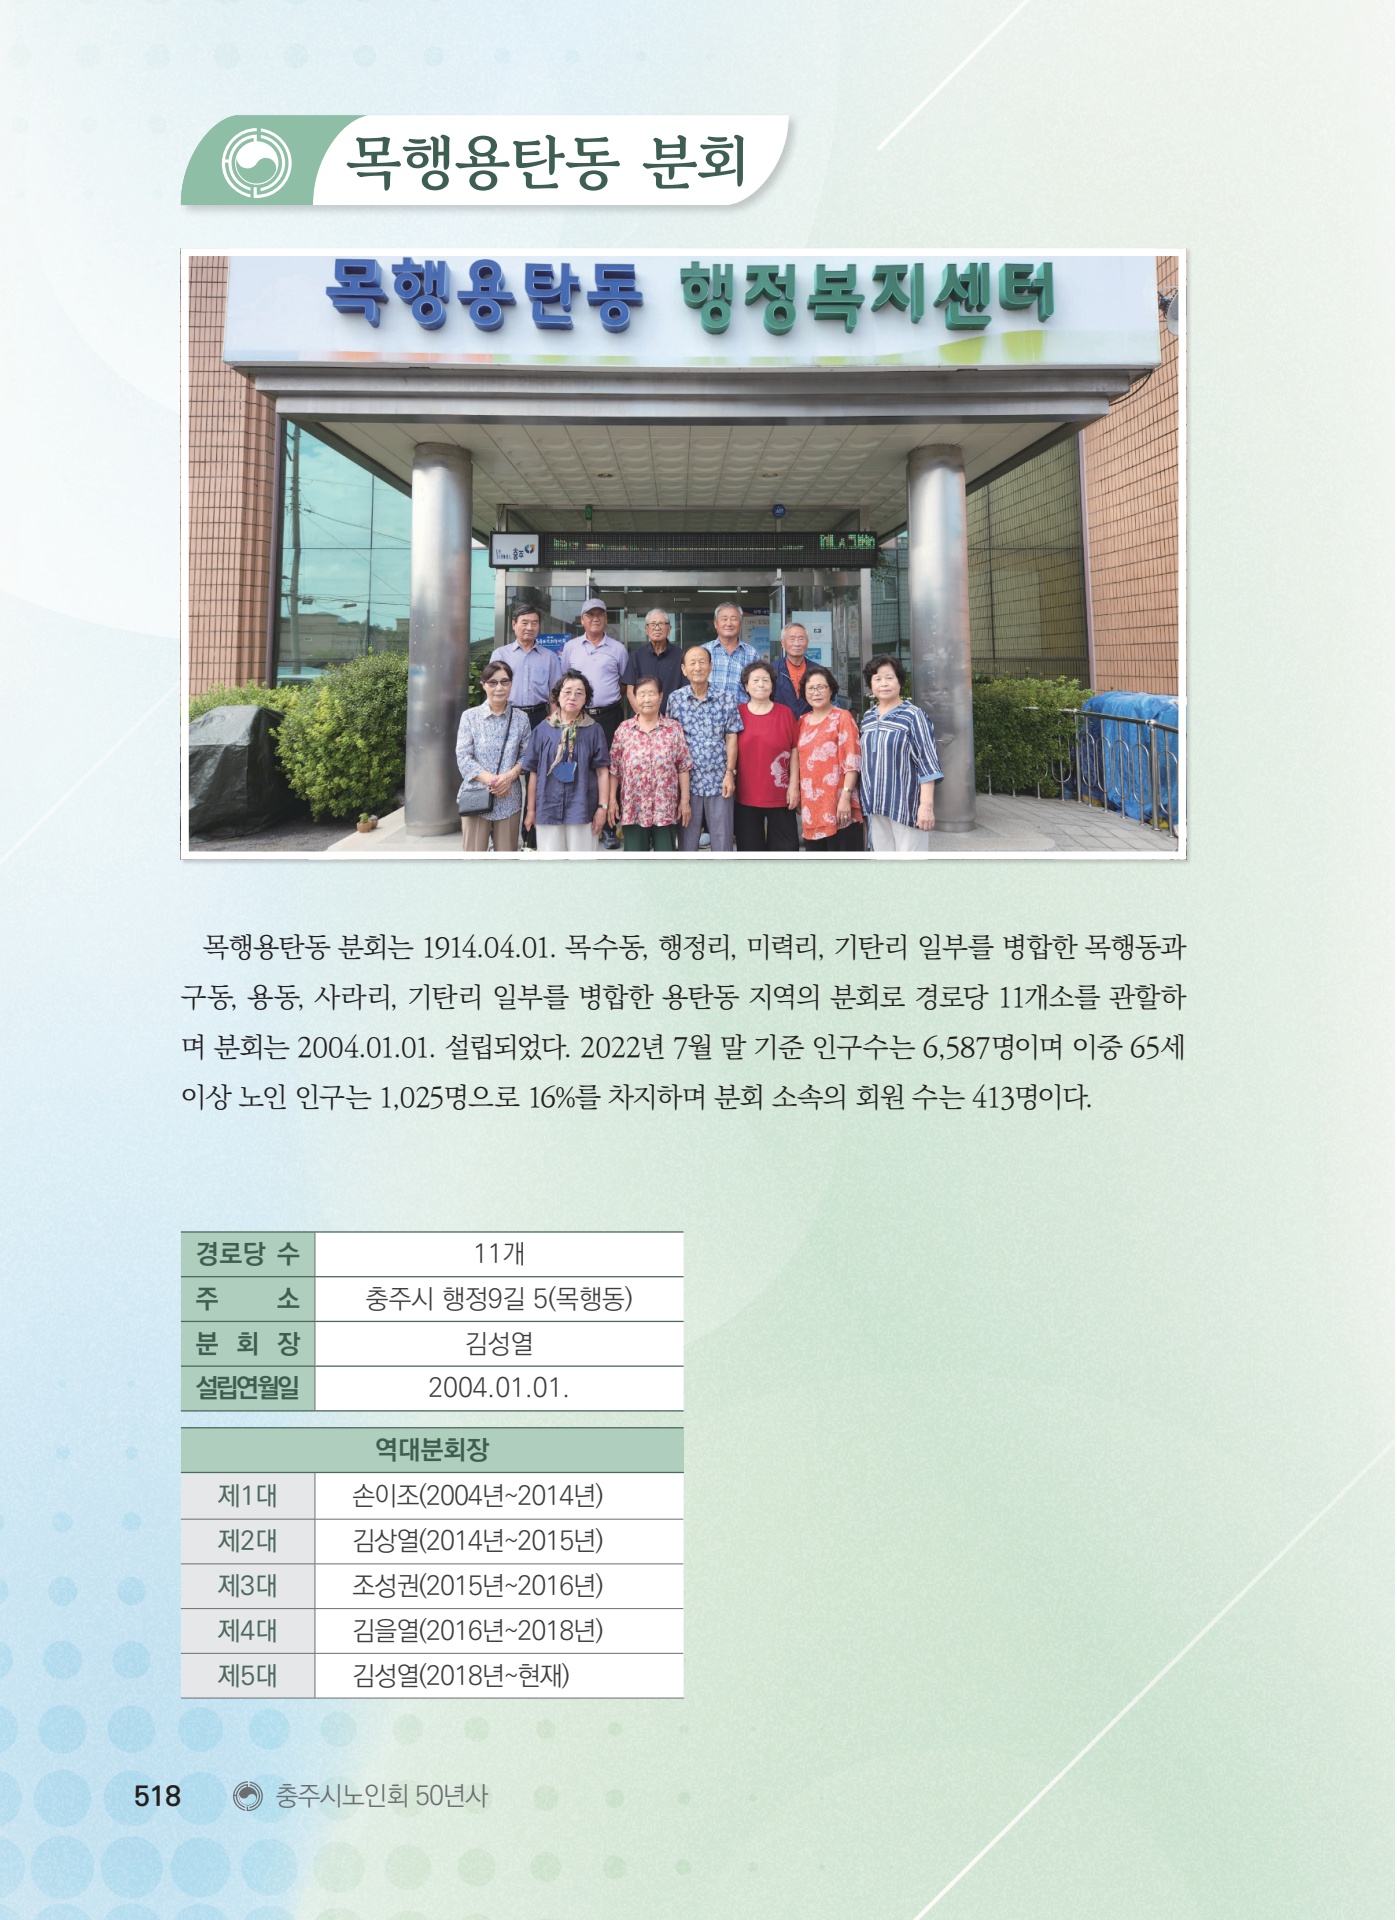 목행용탄동 분회
목행용탄동 행정복지센터
충주
목행용탄동 분회는 1914.04.01. 목수동, 행정리, 미력리, 기탄리 일부를 병합한 목행동과
구동, 용동, 사라리, 기탄리 일부를 병합한 용탄동 지역의 분회로 경로당 11개소를 관할하
며 분회는 2004.01.01. 설립되었다. 2022년 7월 말 기준 인구수는 6,587명이며 이중 65세
이상 노인 인구는 1,025명으로 16%를 차지하며 분회 소속의 회원 수는 413명이다.
경로당 수 11개
주 소 충주시 행정9길 5(목행동)
분 회 장 김성열
설립연월일 2004.01.01.
역대분회장
제1대 손이조(2004년~2014년)
제2대 김상열(2014년~2015년)
제3대 조성권(2015년~2016년)
제4대 김을열(2016년~2018년)
제5대 김성열(2018년~현재)
518 충주시노인회 50년사